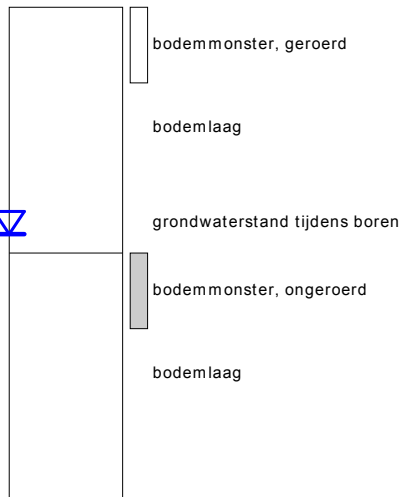 bodemmonster, geroerd
bodemlaag
grondwaterstand tijdens boren
bodemmonster, ongeroerd
bodemlaag